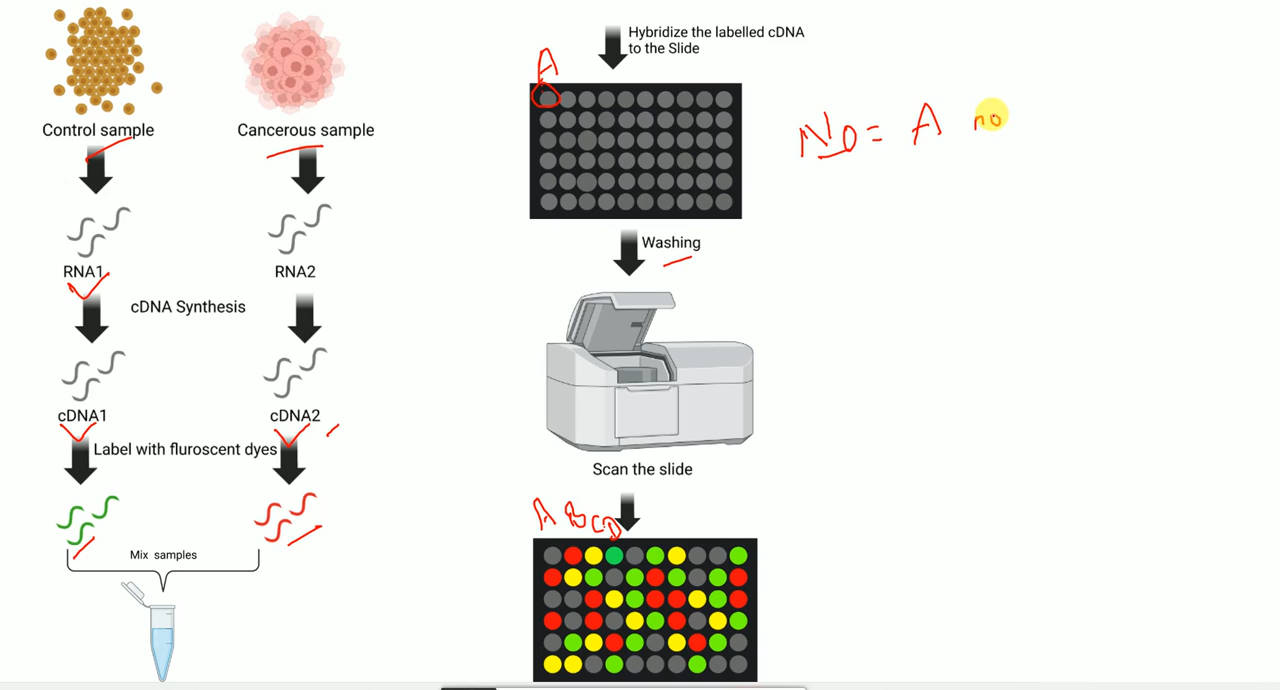 Control sample
Cancerous sample
RNA1
RNA2
cDNA Synthesis
cDNA1
cDNA2
Label with fluroscent dyes
Mix samples
Hybridize the labelled cDNA
to the Slide
A
Washing
Scan the slide
A B C D
No = A no